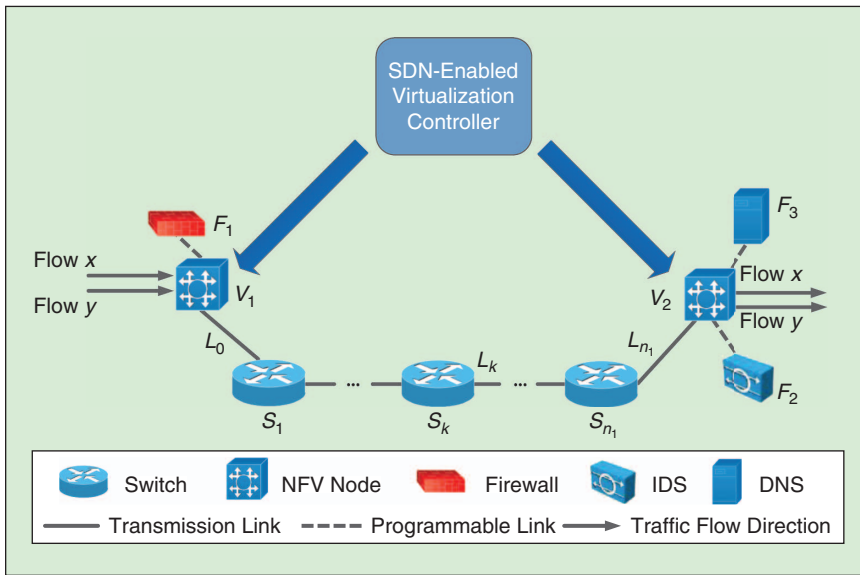 SDN-Enabled
Virtualization
Controller
F1
F3
Flow x
Flow y
V1
V2
Flow x
Flow y
L0
Lk
Ln1
S1
Sk
Sn1
F2
...
...
Switch
NFV Node
Firewall
IDS
DNS
Transmission Link
Programmable Link
Traffic Flow Direction